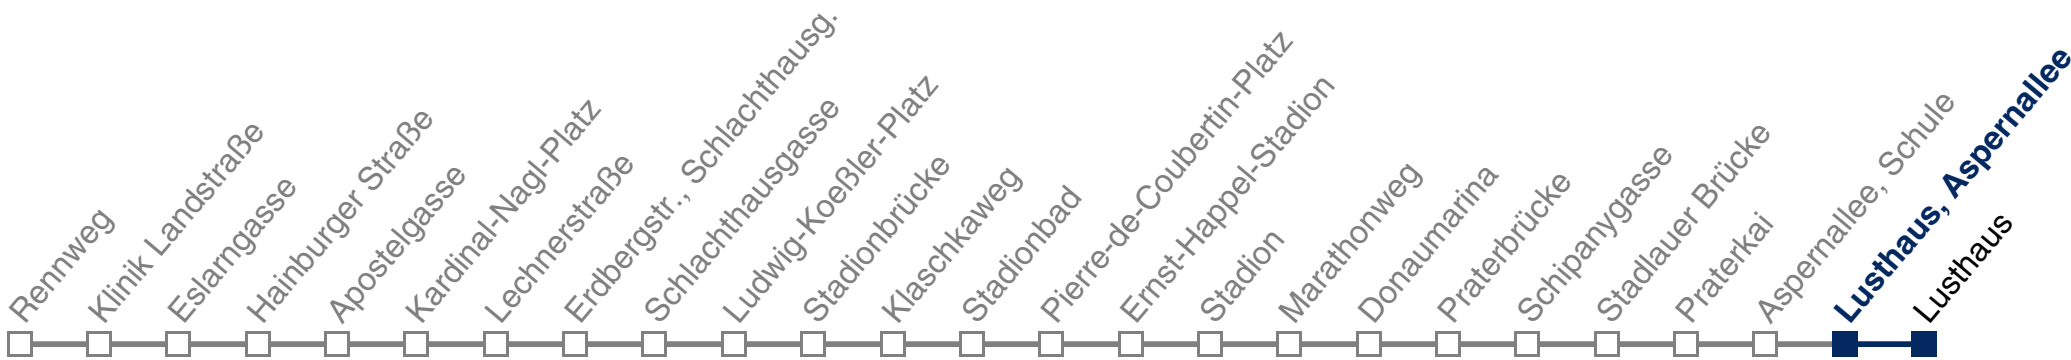 Rennweg
Klinik Landstraße
Eslarngasse
Hainburger Straße
Apostelgasse
Kardinal-Nagl-Platz
Lechnerstraße
Erdbergstr., Schlachthausg.
Schlachthausgasse
Ludwig-Koeßler-Platz
Stadionbrücke
Klaschkaweg
Stadionbad
Pierre-de-Coubertin-Platz
Ernst-Happel-Stadion
Stadion
Marathonweg
Donaumarina
Praterbrücke
Schipanygasse
Stadlauer Brücke
Praterkai
Aspernallee, Schule
Lusthaus, Aspernallee
Lusthaus